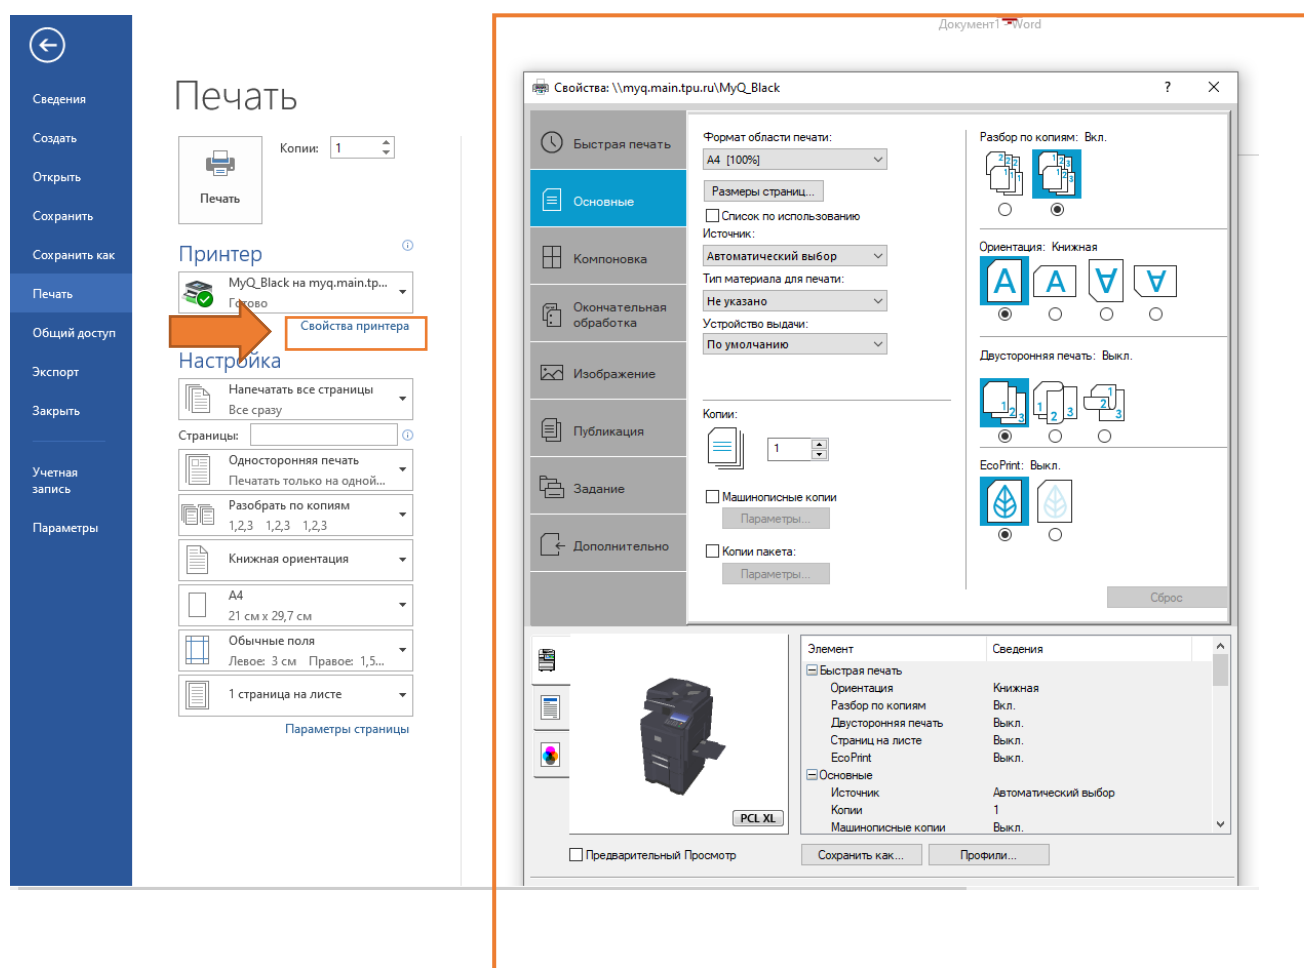 Документ1 - Word
Сведения
Создать
Открыть
Сохранить
Сохранить как
Печать
Общий доступ
Экспорт
Закрыть
Учетная
запись
Параметры
Печать
Копии: 1
Печать
Принтер
MyQ_Black на myq.main.tp...
Готово
Свойства принтера
Настройка
Напечатать все страницы
Все сразу
Страницы:
Односторонняя печать
Печатать только на одной...
Разобрать по копиям
1,2,3 1,2,3 1,2,3
Книжная ориентация
A4
21 см x 29,7 см
Обычные поля
Левое: 3 см Правое: 1,5...
1 страница на листе
Параметры страницы
Свойства: \\myq.main.tpu.ru\MyQ_Black
Быстрая печать
Основные
Компоновка
Окончательная
обработка
Изображение
Публикация
Задание
Дополнительно
Формат области печати:
A4 [100%]
Размеры страниц...
Список по использованию
Источник:
Автоматический выбор
Тип материала для печати:
Не указано
Устройство выдачи:
По умолчанию
Копии:
1
Машинописные копии
Параметры...
Копии пакета:
Параметры...
Разбор по копиям: Вкл.
Ориентация: Книжная
Двусторонняя печать: Выкл.
EcoPrint: Выкл.
Сброс
PCL XL
Предварительный Просмотр
Элемент Сведения
Быстрая печать
Ориентация Книжная
Разбор по копиям Вкл.
Двусторонняя печать Выкл.
Страниц на листе Выкл.
EcoPrint Выкл.
Основные
Источник Автоматический выбор
Копии 1
Машинописные копии Выкл.
Сохранить как...
Профили...